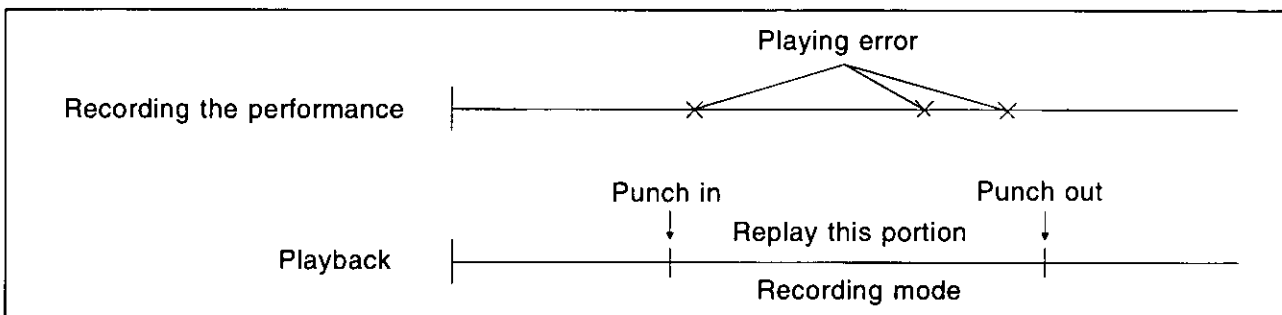 Playing error
Recording the performance
Punch in
Punch out
Replay this portion
Playback
Recording mode